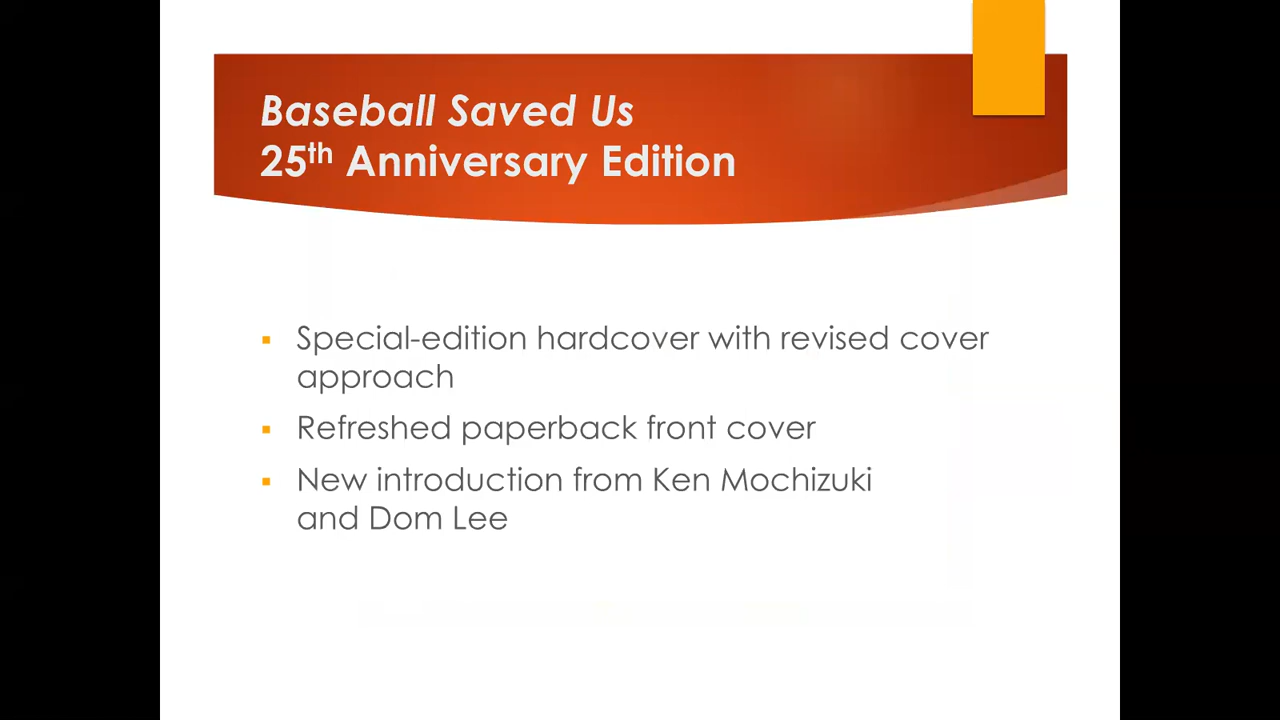 Baseball Saved Us
25th Anniversary Edition
Special-edition hardcover with revised cover
approach
Refreshed paperback front cover
New introduction from Ken Mochizuki
and Dom Lee